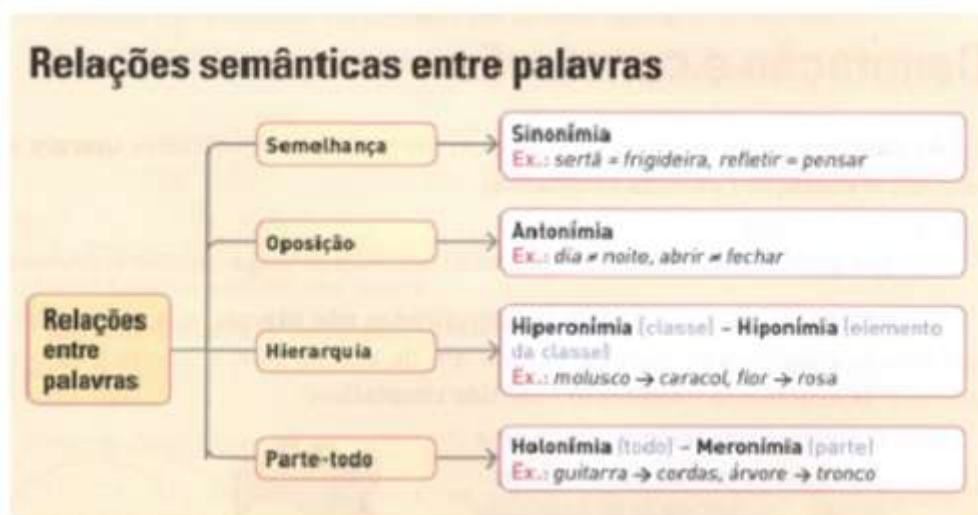 Relações semânticas entre palavras
Relações
entre
palavras
Semelhança
Sinonímia
Ex.: sertã = frigideira, refletir = pensar
Oposição
Antonímia
Ex.: dia ≠ noite, abrir ≠ fechar
Hierarquia
Hiperonímia (classe) – Hiponímia (elemento
da classe)
Ex.: molusco → caracol, flor → rosa
Parte-todo
Holonímia (todo) – Meronímia (parte)
Ex.: guitarra → cordas, árvore → tronco